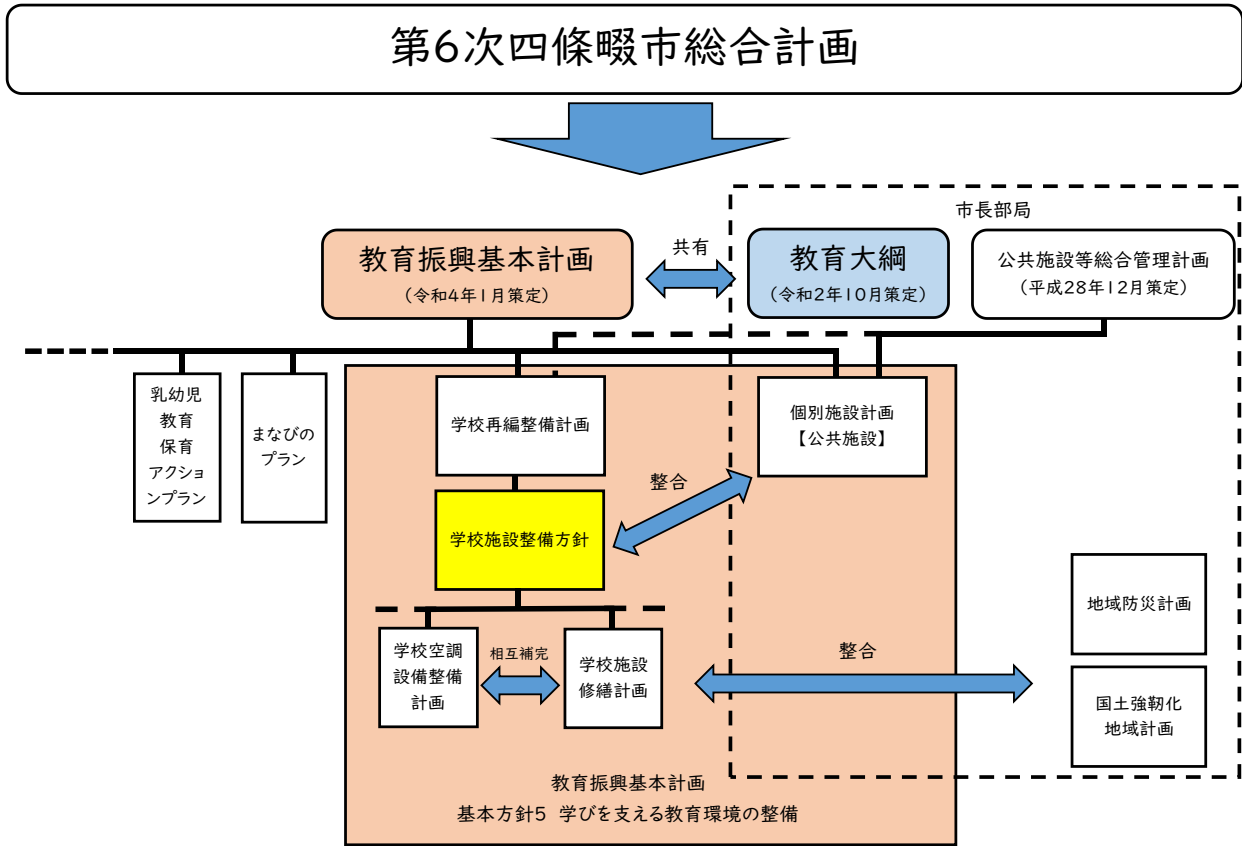 第6次四條畷市総合計画
市長部局
教育振興基本計画
（令和4年1月策定）
共有
教育大綱
（令和2年10月策定）
公共施設等総合管理計画
（平成28年12月策定）
乳幼児
教育
保育
アクショ
ンプラン
まなびの
プラン
学校再編整備計画
個別施設計画
【公共施設】
整合
学校施設整備方針
学校空調
設備整備
計画
相互補完
学校施設
修繕計画
整合
地域防災計画
国土強靭化
地域計画
教育振興基本計画
基本方針5 学びを支える教育環境の整備